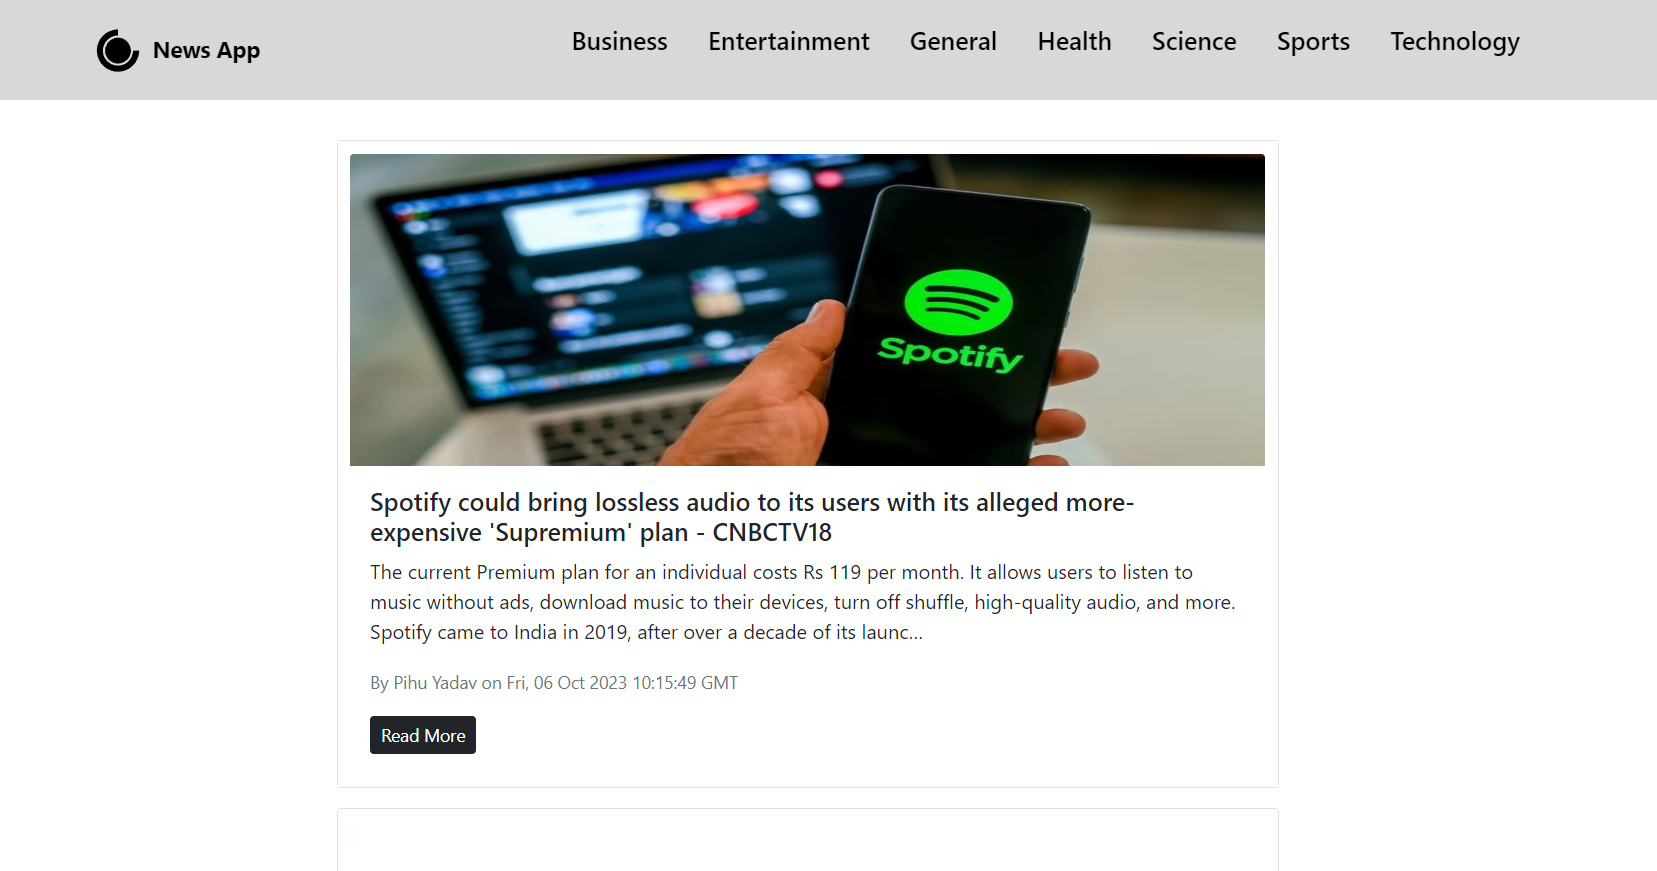 News App
Business Entertainment General Health Science Sports Technology
Spotify
Spotify could bring lossless audio to its users with its alleged more-
expensive 'Supremium' plan - CNBCTV18
The current Premium plan for an individual costs Rs 119 per month. It allows users to listen to
music without ads, download music to their devices, turn off shuffle, high-quality audio, and more.
Spotify came to India in 2019, after over a decade of its launc...
By Pihu Yadav on Fri, 06 Oct 2023 10:15:49 GMT
Read More